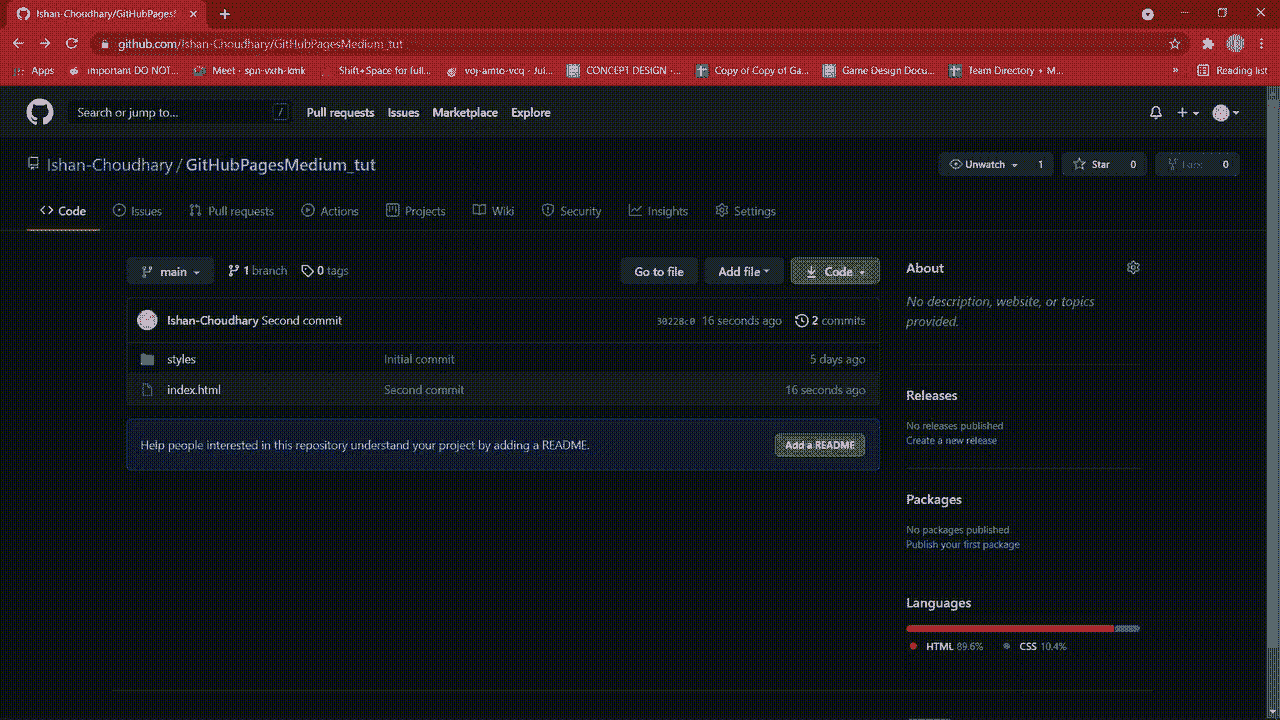 Ishan-Choudhary/GitHubPages
github.com/Ishan-Choudhary/GitHubPagesMedium_tut
Apps important DO NOT... Meet - spn-vxrh-kmk Shift+Space for full... voj-amto-vcq - Jui... CONCEPT DESIGN -... Copy of Copy of Ga... Game Design Docu... Team Directory + M... » Reading list
Search or jump to... / Pull requests Issues Marketplace Explore
Ishan-Choudhary / GitHubPagesMedium_tut Unwatch 1 Star 0 Fork 0
Code Issues Pull requests Actions Projects Wiki Security Insights Settings
main 1 branch 0 tags Go to file Add file Code About
No description, website, or topics
provided.
Ishan-Choudhary Second commit 30228c0 16 seconds ago 2 commits
styles Initial commit 5 days ago
index.html Second commit 16 seconds ago
Help people interested in this repository understand your project by adding a README. Add a README
Releases
No releases published
Create a new release
Packages
No packages published
Publish your first package
Languages
HTML 89.6% CSS 10.4%